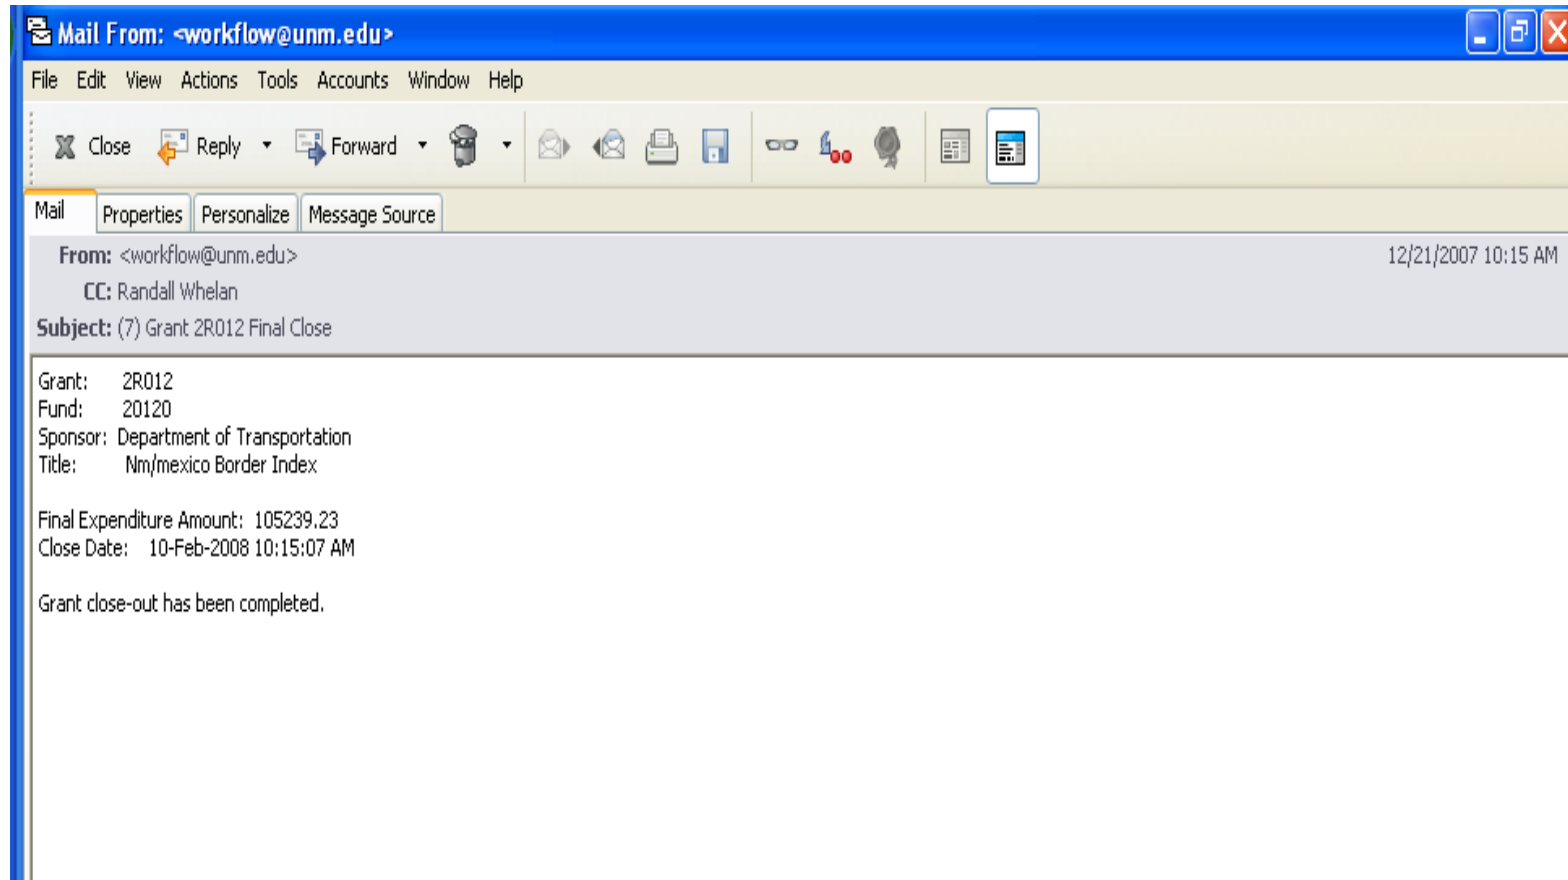 Mail From: <workflow@unm.edu>
File Edit View Actions Tools Accounts Window Help
Close Reply Forward
Mail Properties Personalize Message Source
From: <workflow@unm.edu> 12/21/2007 10:15 AM
CC: Randall Whelan
Subject: (7) Grant 2R012 Final Close
Grant: 2R012
Fund: 20120
Sponsor: Department of Transportation
Title: Nm/mexico Border Index
Final Expenditure Amount: 105239.23
Close Date: 10-Feb-2008 10:15:07 AM
Grant close-out has been completed.